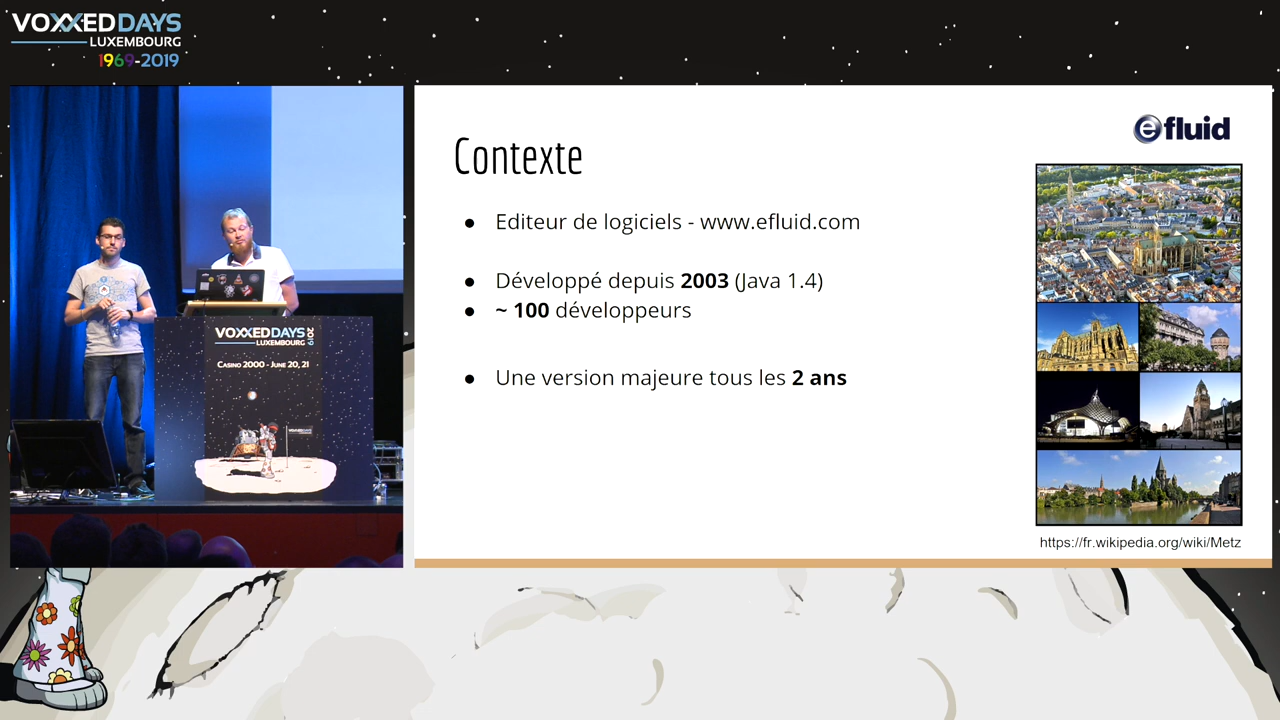 VOXXEDDAYS
LUXEMBOURG
1969-2019
VOXXEDDAYS
LUXEMBOURG
2019
Casino 2000 - June 20, 21
efluid
Contexte
● Editeur de logiciels - www.efluid.com
● Développé depuis 2003 (Java 1.4)
● ~ 100 développeurs
● Une version majeure tous les 2 ans
https://fr.wikipedia.org/wiki/Metz